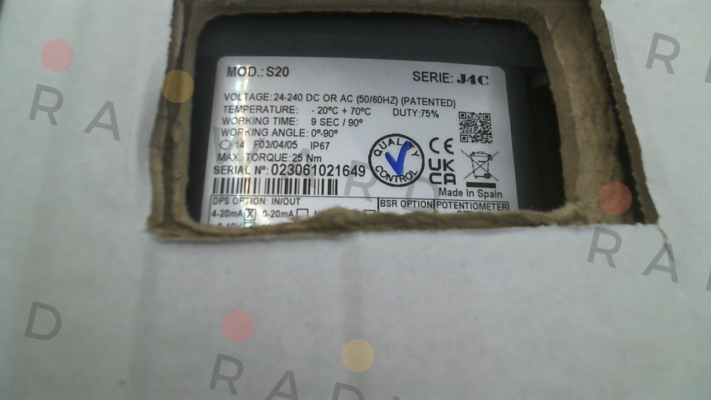 MOD.: S20 SERIE: J4C
VOLTAGE: 24-240 DC OR AC (50/60HZ) (PATENTED)
TEMPERATURE: - 20ºC + 70ºC DUTY:75%
WORKING TIME: 9 SEC / 90º
WORKING ANGLE: 0º-90º
14 F03/04/05 IP67
MAX. TORQUE: 25 Nm
SERIAL Nº: 023061021649
QUALITY CONTROL
CE
UK CA
Made in Spain
DPS OPTION: IN/OUT BSR OPTION POTENTIOMETER
4-20mA X 0-20mA
RADIARD